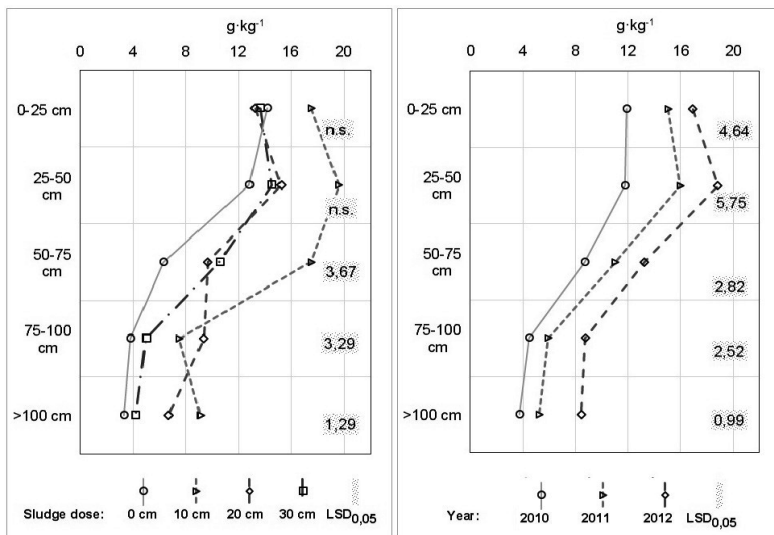 g·kg⁻¹
0 4 8 12 16 20
0-25 cm
n.s.
25-50
cm
n.s.
50-75
cm
3,67
75-100
cm
3,29
>100 cm
1,29
Sludge dose: 0 cm 10 cm 20 cm 30 cm LSD0,05
g·kg⁻¹
0 4 8 12 16 20
0-25 cm
4,64
25-50
cm
5,75
50-75
cm
2,82
75-100
cm
2,52
>100 cm
0,99
Year: 2010 2011 2012 LSD0,05